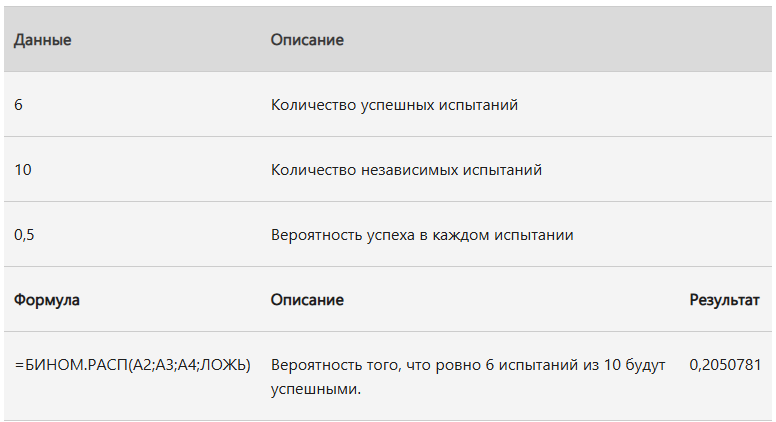 Данные Описание
6 Количество успешных испытаний
10 Количество независимых испытаний
0,5 Вероятность успеха в каждом испытании
Формула Описание Результат
=БИНОМ.РАСП(A2;A3;A4;ЛОЖЬ) Вероятность того, что ровно 6 испытаний из 10 будут 0,2050781
успешными.